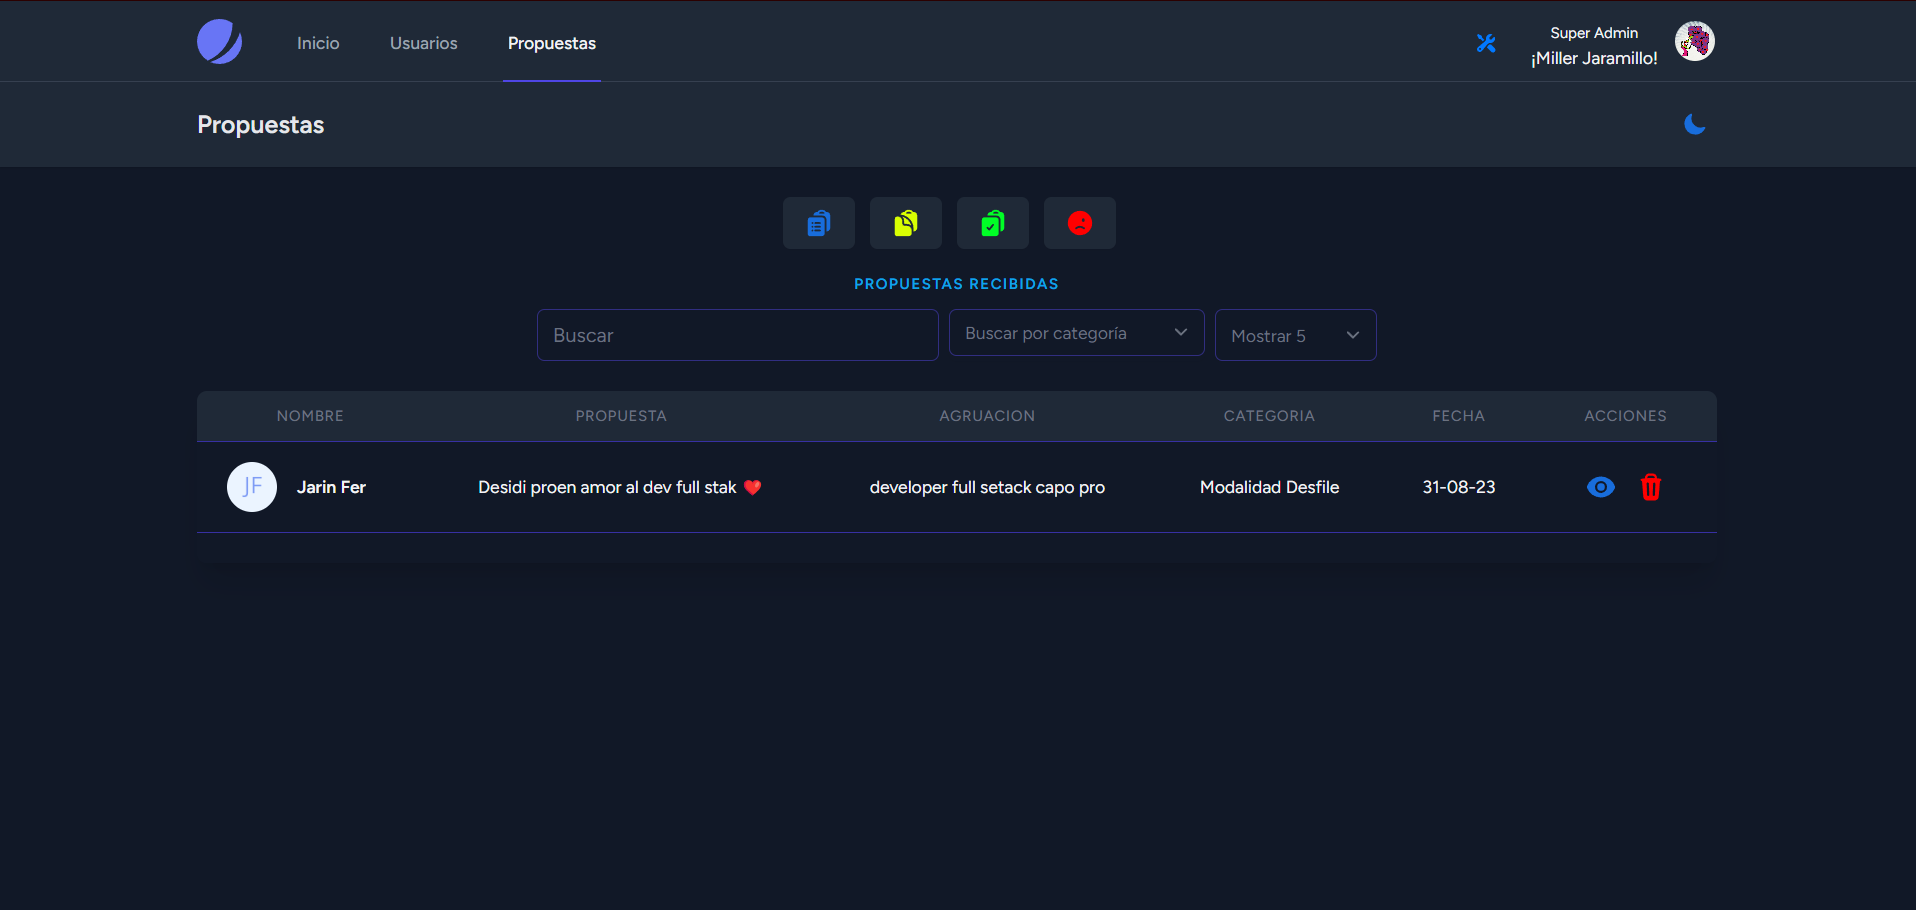 Inicio
Usuarios
Propuestas
Super Admin
¡Miller Jaramillo!
Propuestas
PROPUESTAS RECIBIDAS
Buscar
Buscar por categoría
Mostrar 5
NOMBRE PROPUESTA AGRUACION CATEGORIA FECHA ACCIONES
JF Jarin Fer Desidi proen amor al dev full stak ❤️ developer full setack capo pro Modalidad Desfile 31-08-23